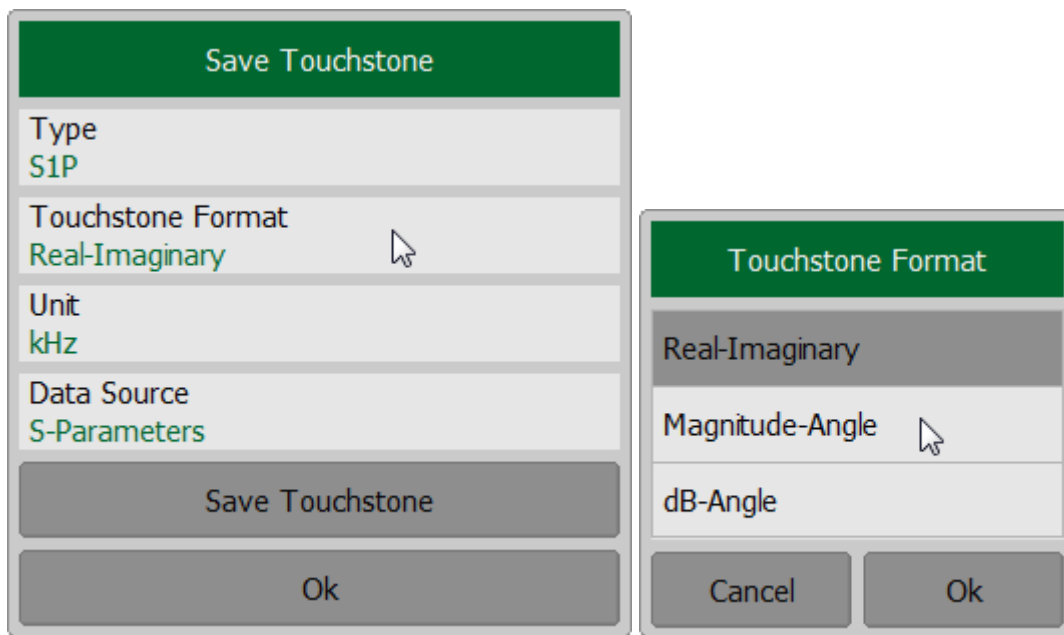 Save Touchstone
Type
S1P
Touchstone Format
Real-Imaginary
Unit
kHz
Data Source
S-Parameters
Save Touchstone
Ok
Touchstone Format
Real-Imaginary
Magnitude-Angle
dB-Angle
Cancel
Ok